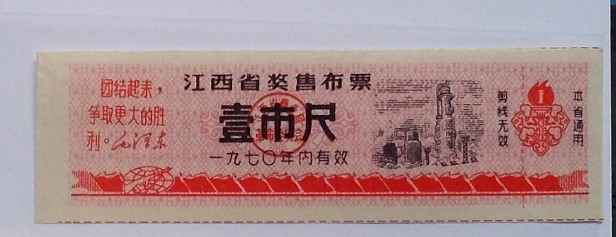 团结起来，
争取更大的胜
利。毛泽东
江西省奖售布票
壹市尺
一九七〇年内有效
剪线无效
本省通用